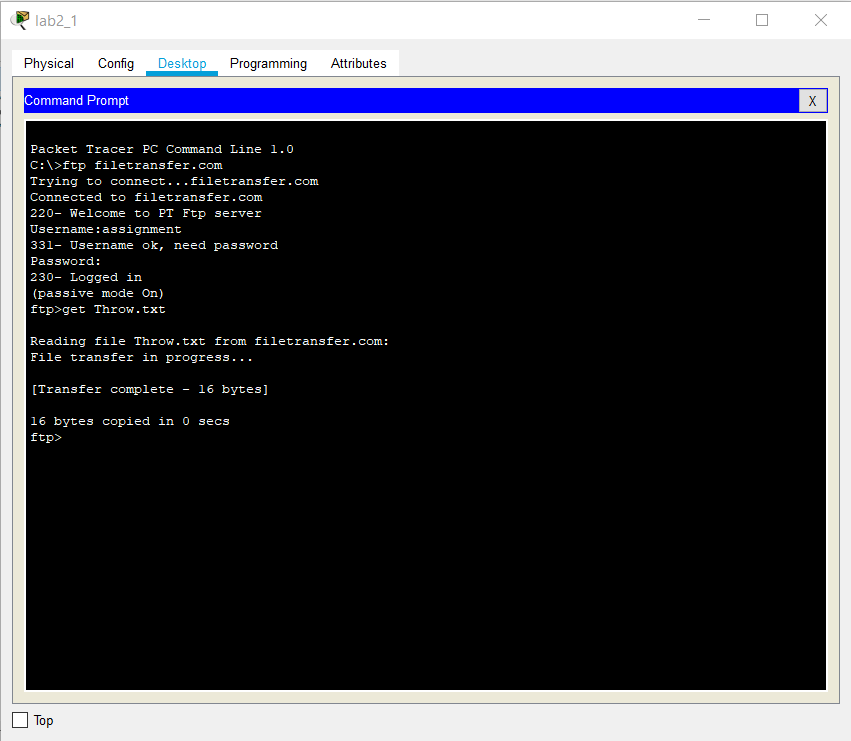 lab2_1
Physical Config Desktop Programming Attributes
Command Prompt X
Packet Tracer PC Command Line 1.0
C:\>ftp filetransfer.com
Trying to connect...filetransfer.com
Connected to filetransfer.com
220- Welcome to PT Ftp server
Username:assignment
331- Username ok, need password
Password:
230- Logged in
(passive mode On)
ftp>get Throw.txt
Reading file Throw.txt from filetransfer.com:
File transfer in progress...
[Transfer complete - 16 bytes]
16 bytes copied in 0 secs
ftp>
Top